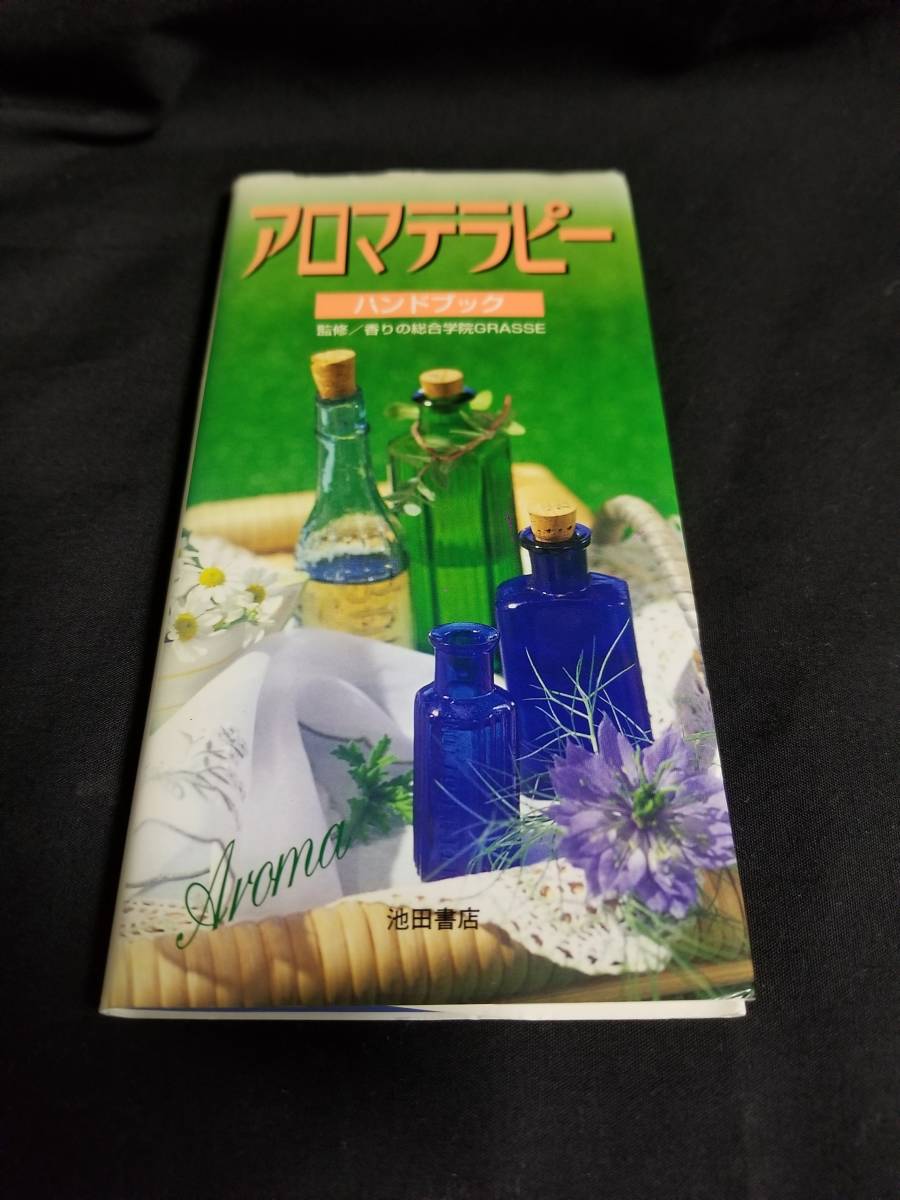 アロマテラピー
ハンドブック
監修／香りの総合学院GRASSE
Aroma
池田書店